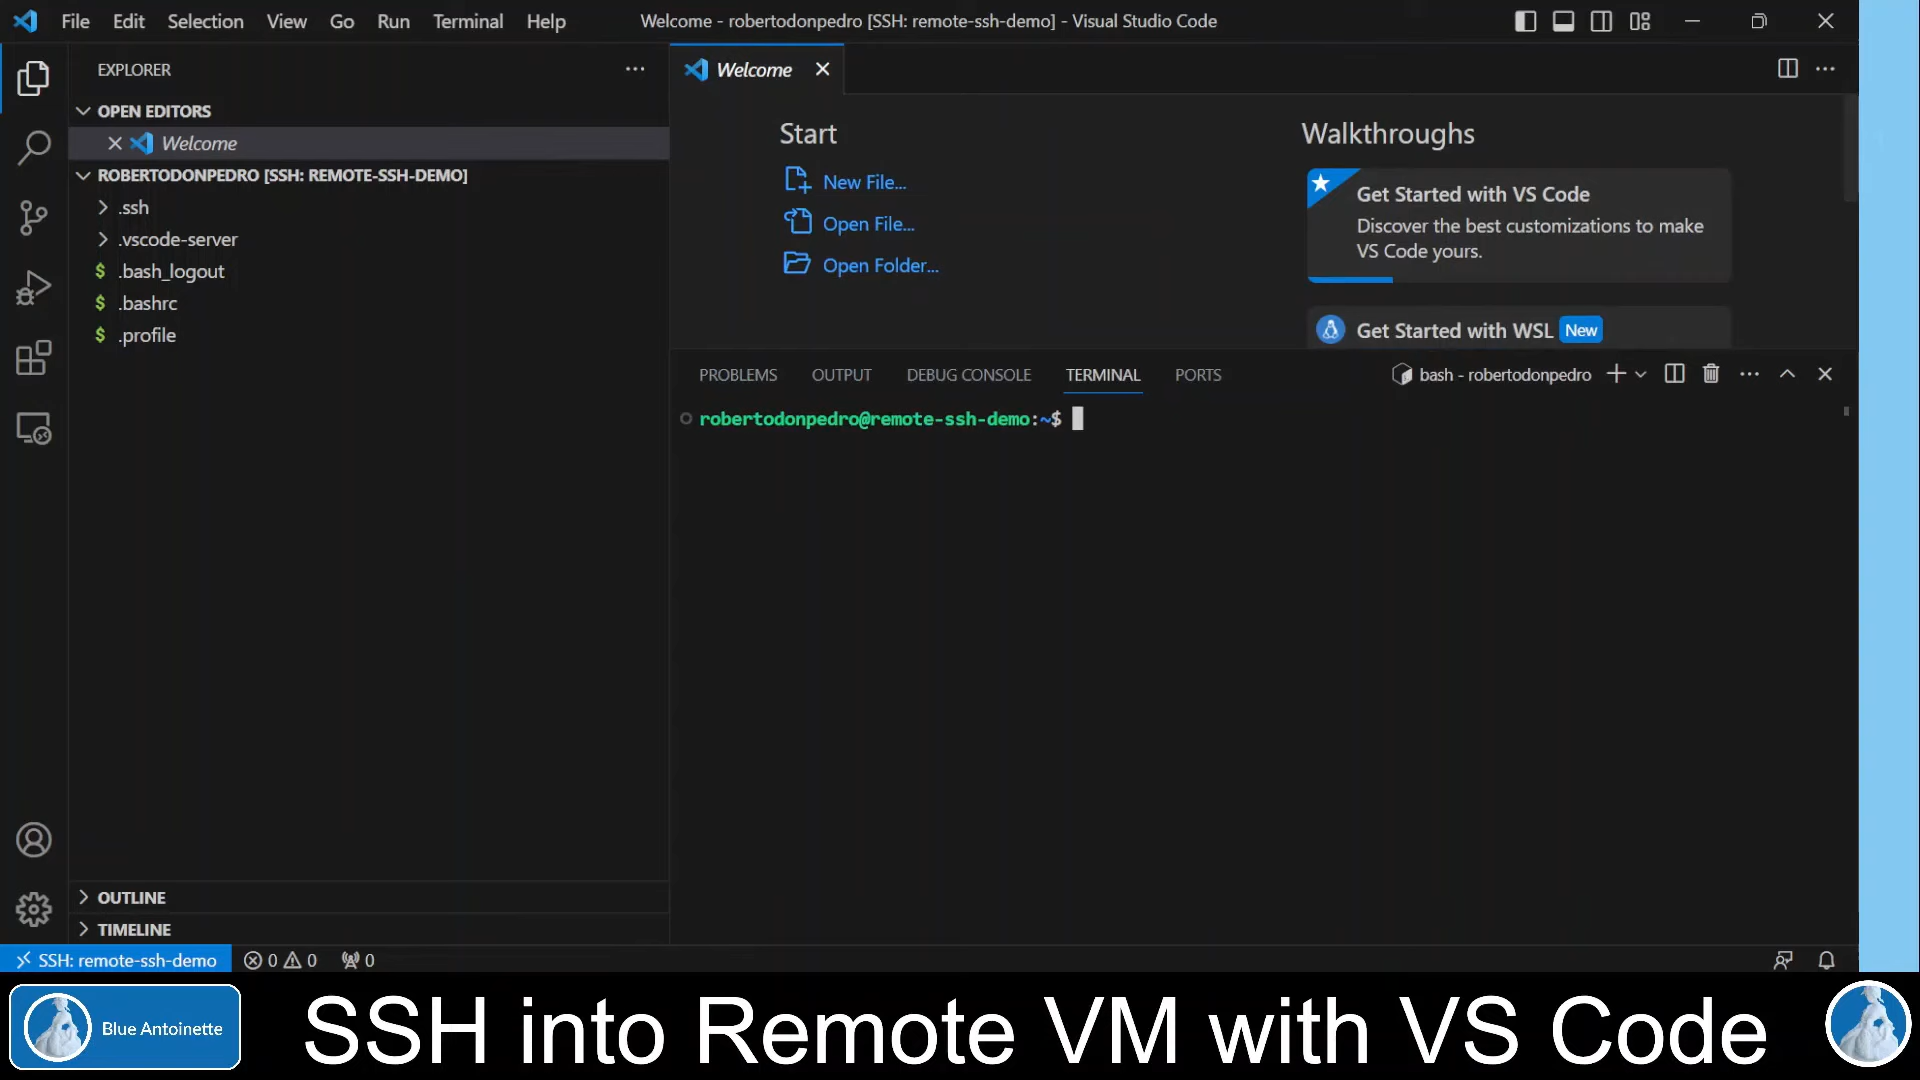 File Edit Selection View Go Run Terminal Help
Welcome - robertodonpedro [SSH: remote-ssh-demo] - Visual Studio Code
EXPLORER
OPEN EDITORS
Welcome
ROBERTODONPEDRO [SSH: REMOTE-SSH-DEMO]
.ssh
.vscode-server
$ .bash_logout
$ .bashrc
$ .profile
OUTLINE
TIMELINE
Welcome
Start
New File...
Open File...
Open Folder...
Walkthroughs
Get Started with VS Code
Discover the best customizations to make
VS Code yours.
Get Started with WSL New
PROBLEMS OUTPUT DEBUG CONSOLE TERMINAL PORTS
bash - robertodonpedro
robertodonpedro@remote-ssh-demo:~$
SSH: remote-ssh-demo 0 0 0
Blue Antoinette
SSH into Remote VM with VS Code